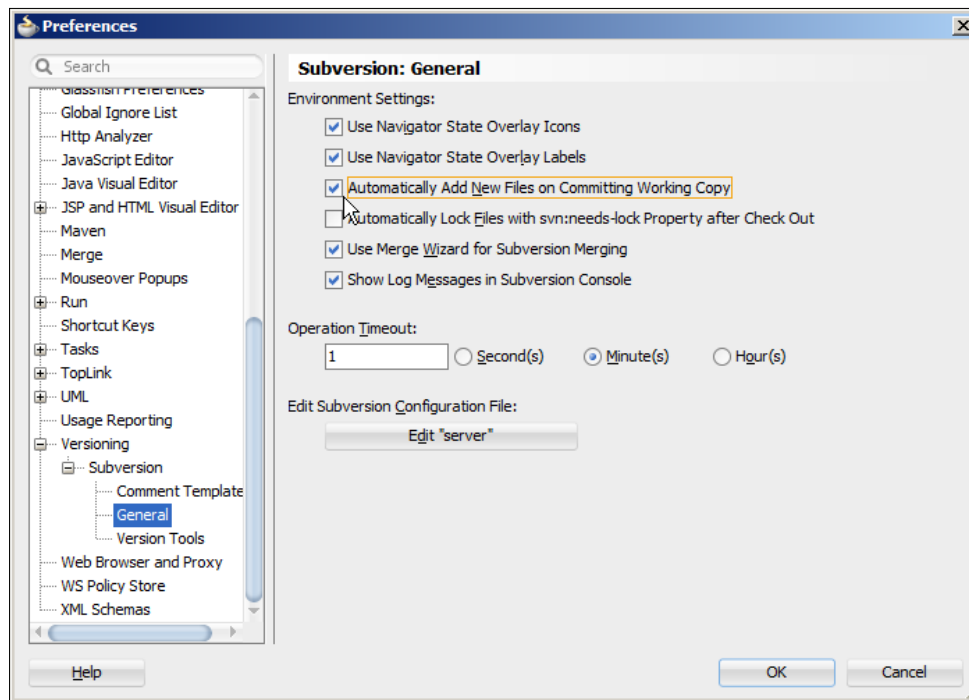 Preferences
Search
Glassfish Preferences
Global Ignore List
Http Analyzer
JavaScript Editor
Java Visual Editor
JSP and HTML Visual Editor
Maven
Merge
Mouseover Popups
Run
Shortcut Keys
Tasks
TopLink
UML
Usage Reporting
Versioning
Subversion
Comment Template
General
Version Tools
Web Browser and Proxy
WS Policy Store
XML Schemas
Subversion: General
Environment Settings:
Use Navigator State Overlay Icons
Use Navigator State Overlay Labels
Automatically Add New Files on Committing Working Copy
Automatically Lock Files with svn:needs-lock Property after Check Out
Use Merge Wizard for Subversion Merging
Show Log Messages in Subversion Console
Operation Timeout:
1 Second(s) Minute(s) Hour(s)
Edit Subversion Configuration File:
Edit "server"
Help OK Cancel